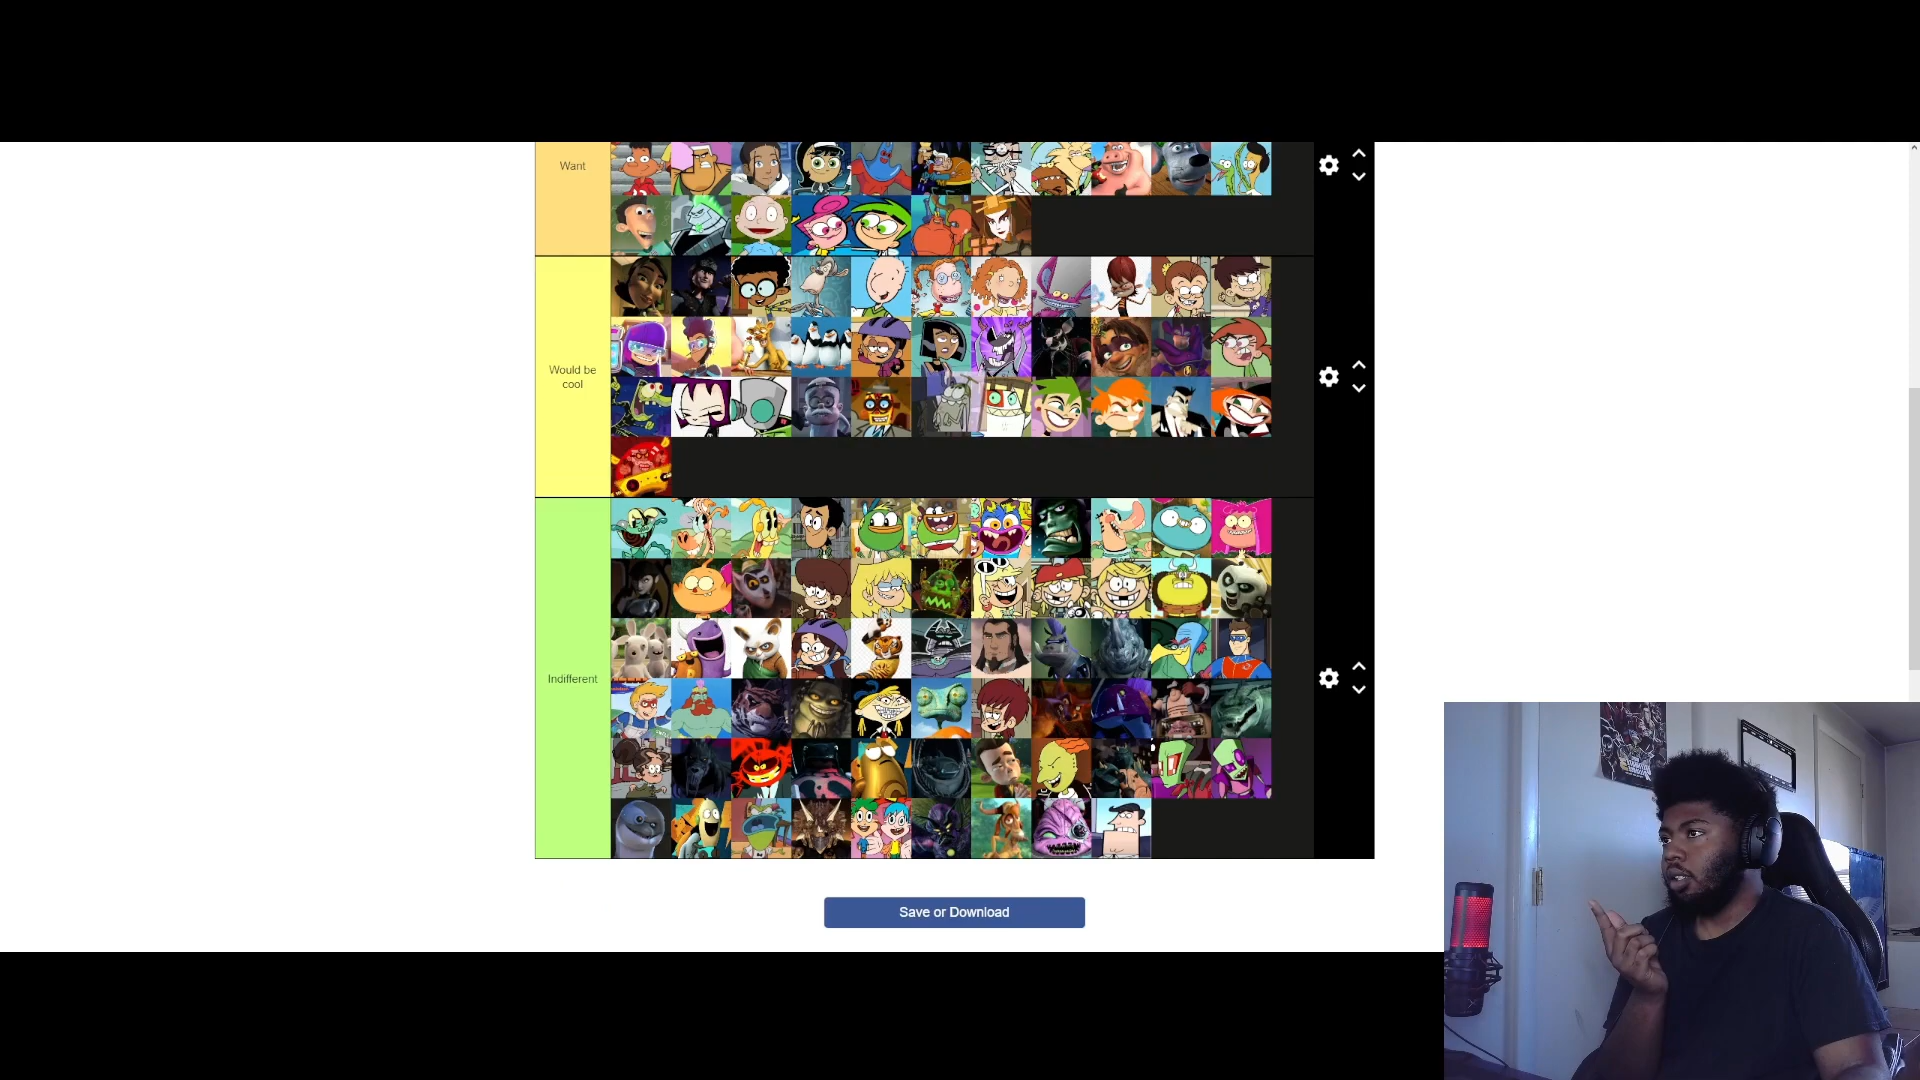 Want
Would be
cool
Indifferent
Save or Download